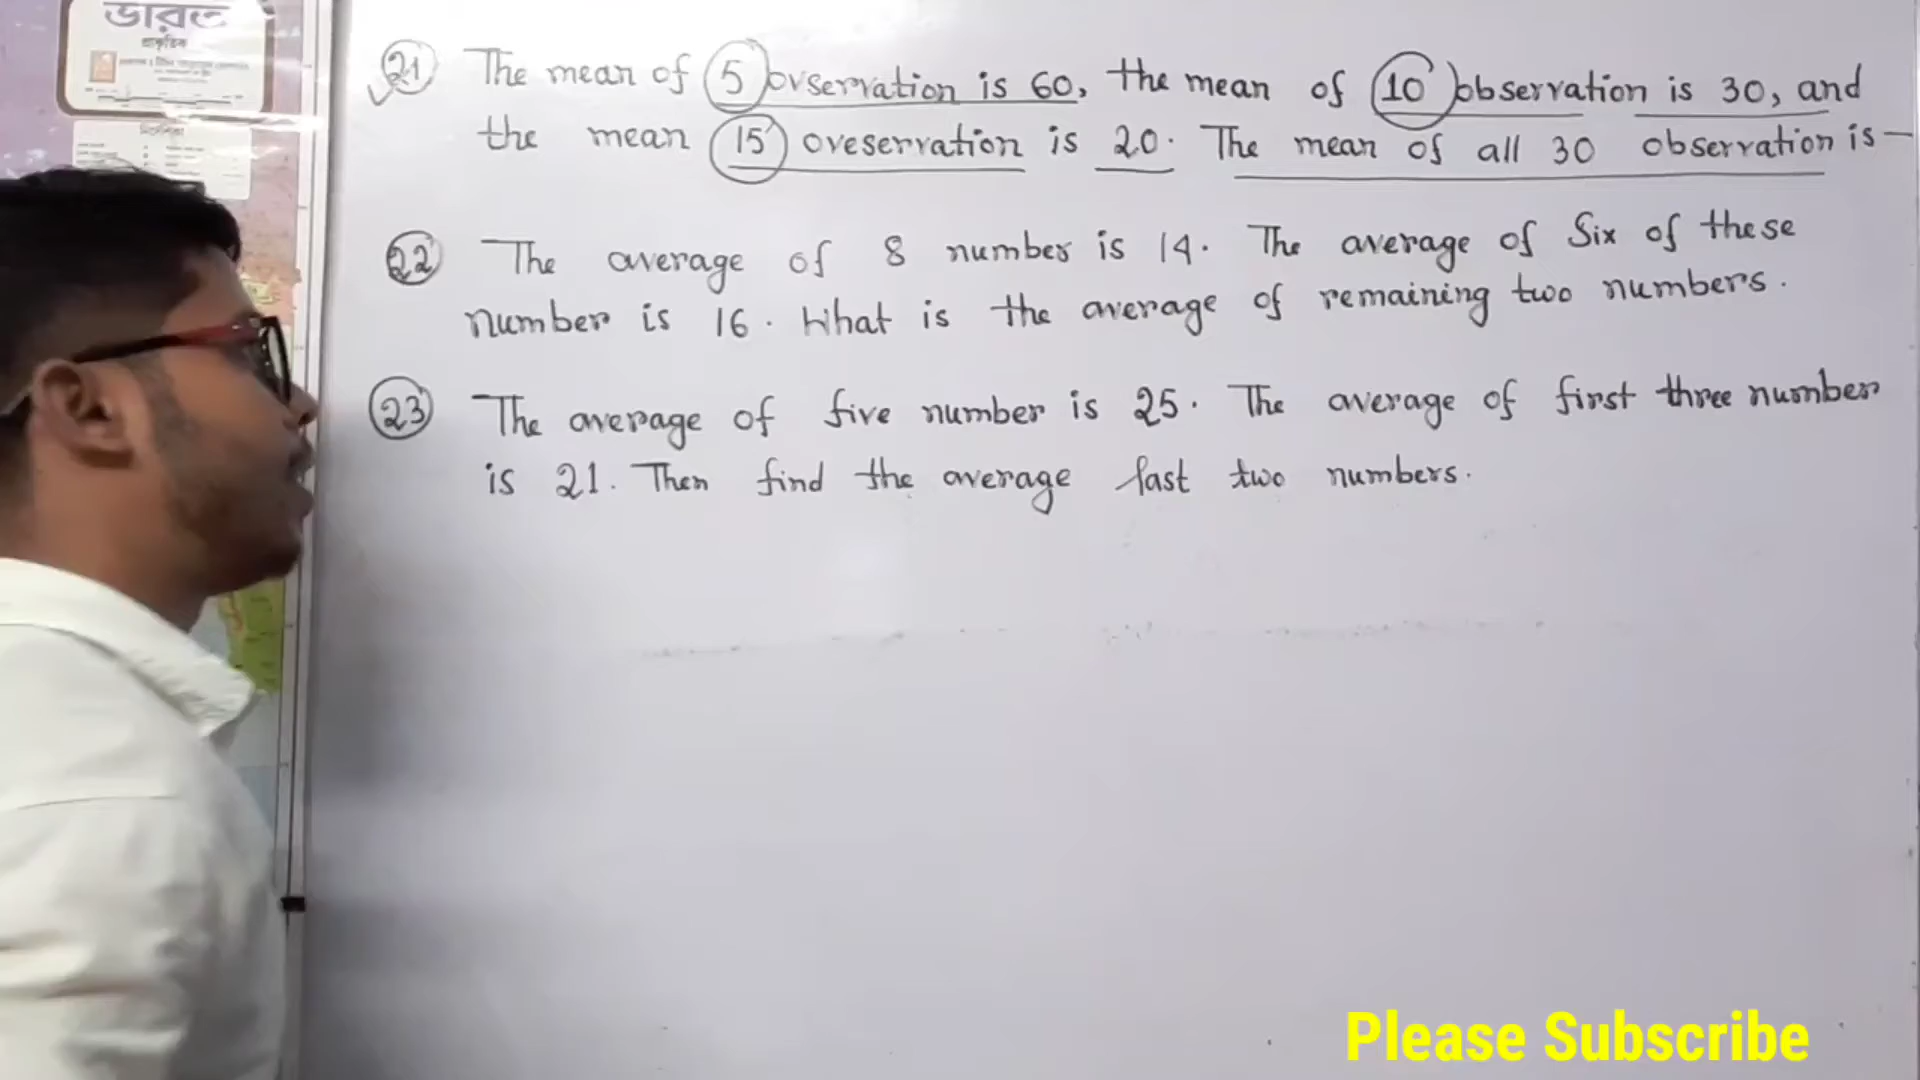 ভারত
প্রাকৃতিক
21 The mean of 5 ovservation is 60, the mean of 10 observation is 30, and
the mean 15 oveservation is 20. The mean of all 30 observation is —
22 The average of 8 number is 14. The average of Six of these
number is 16. What is the average of remaining two numbers.
23 The average of five number is 25. The average of first three number
is 21. Then find the average last two numbers.
Please Subscribe